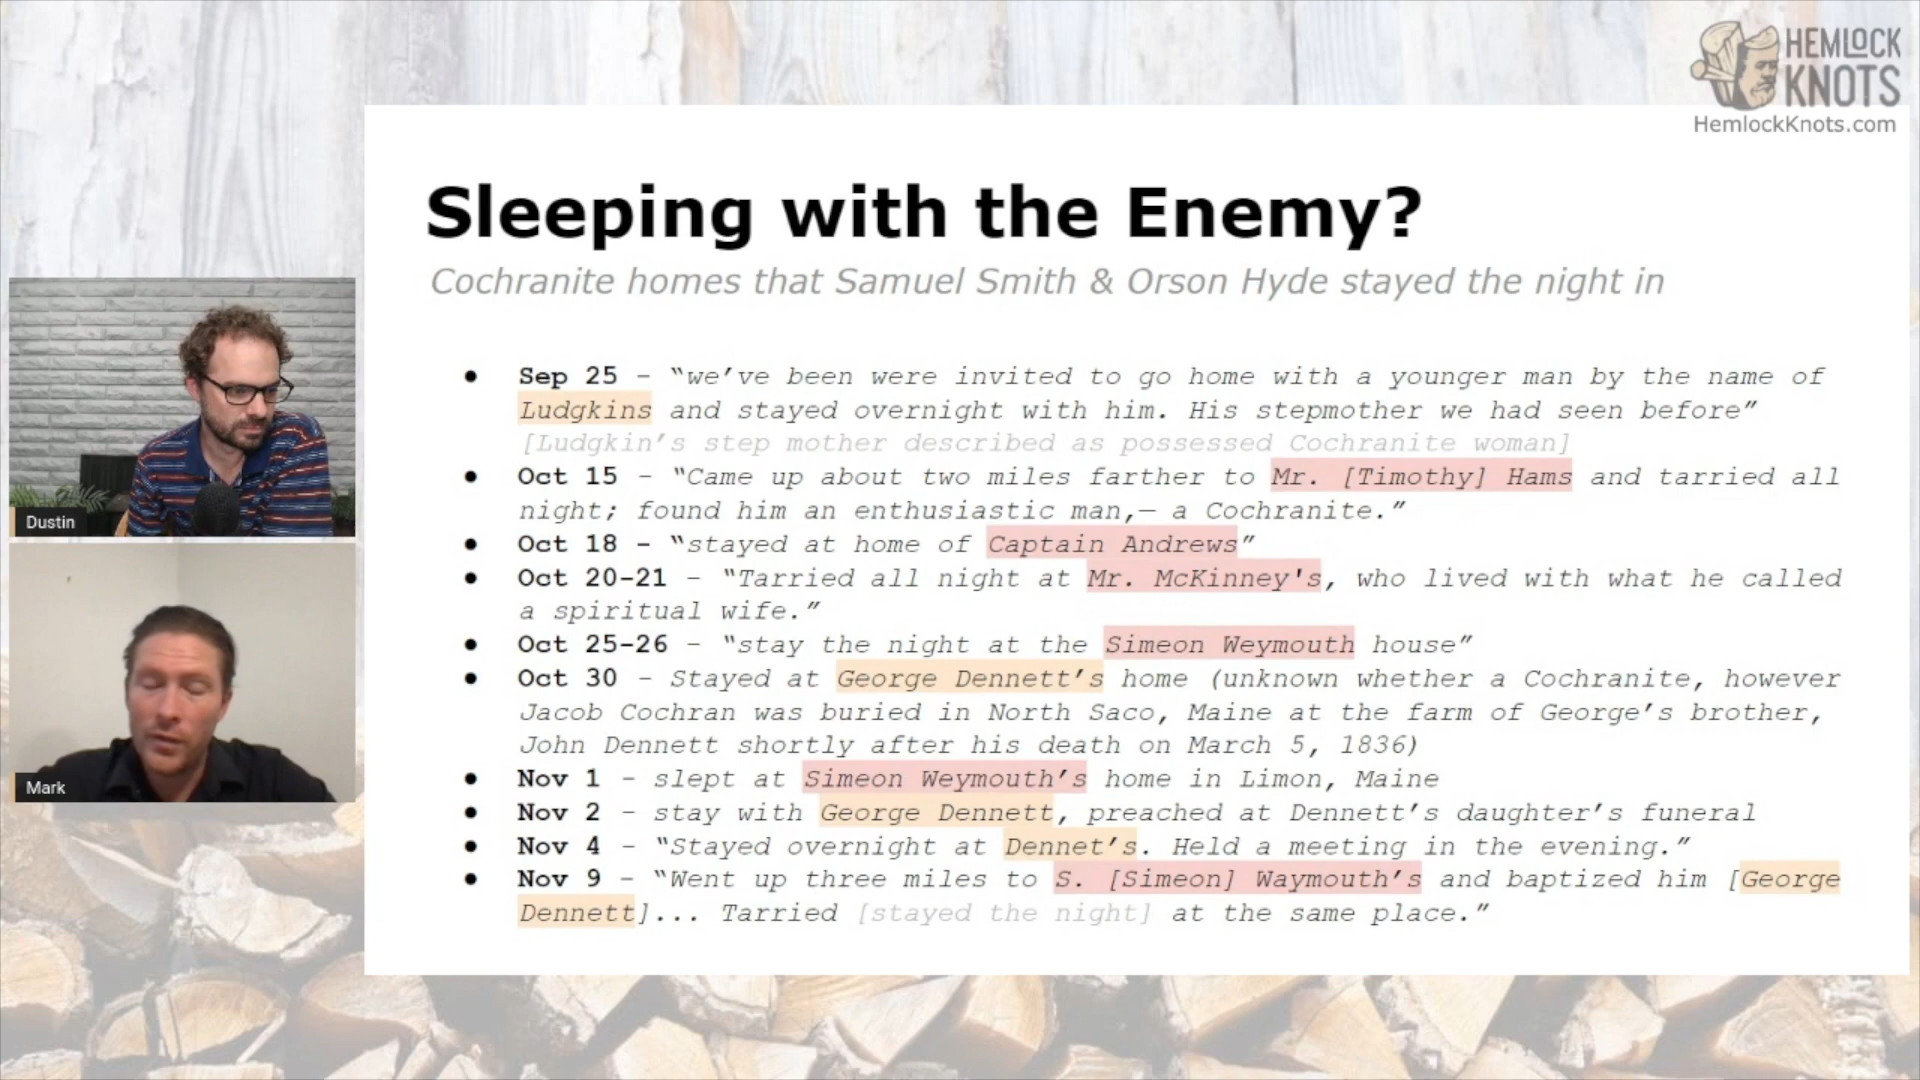 HEMLOCK
KNOTS
HemlockKnots.com
Sleeping with the Enemy?
Cochranite homes that Samuel Smith & Orson Hyde stayed the night in
● Sep 25 – “we’ve been were invited to go home with a younger man by the name of
Ludgkins and stayed overnight with him. His stepmother we had seen before”
[Ludgkin’s step mother described as possessed Cochranite woman]
● Oct 15 – “Came up about two miles farther to Mr. [Timothy] Hams and tarried all
night; found him an enthusiastic man,— a Cochranite.”
● Oct 18 – “stayed at home of Captain Andrews”
● Oct 20-21 – “Tarried all night at Mr. McKinney's, who lived with what he called
a spiritual wife.”
● Oct 25-26 – “stay the night at the Simeon Weymouth house”
● Oct 30 – Stayed at George Dennett’s home (unknown whether a Cochranite, however
Jacob Cochran was buried in North Saco, Maine at the farm of George’s brother,
John Dennett shortly after his death on March 5, 1836)
● Nov 1 – slept at Simeon Weymouth’s home in Limon, Maine
● Nov 2 – stay with George Dennett, preached at Dennett’s daughter’s funeral
● Nov 4 – “Stayed overnight at Dennet’s. Held a meeting in the evening.”
● Nov 9 – “Went up three miles to S. [Simeon] Waymouth’s and baptized him [George
Dennett]... Tarried [stayed the night] at the same place.”
Dustin
Mark